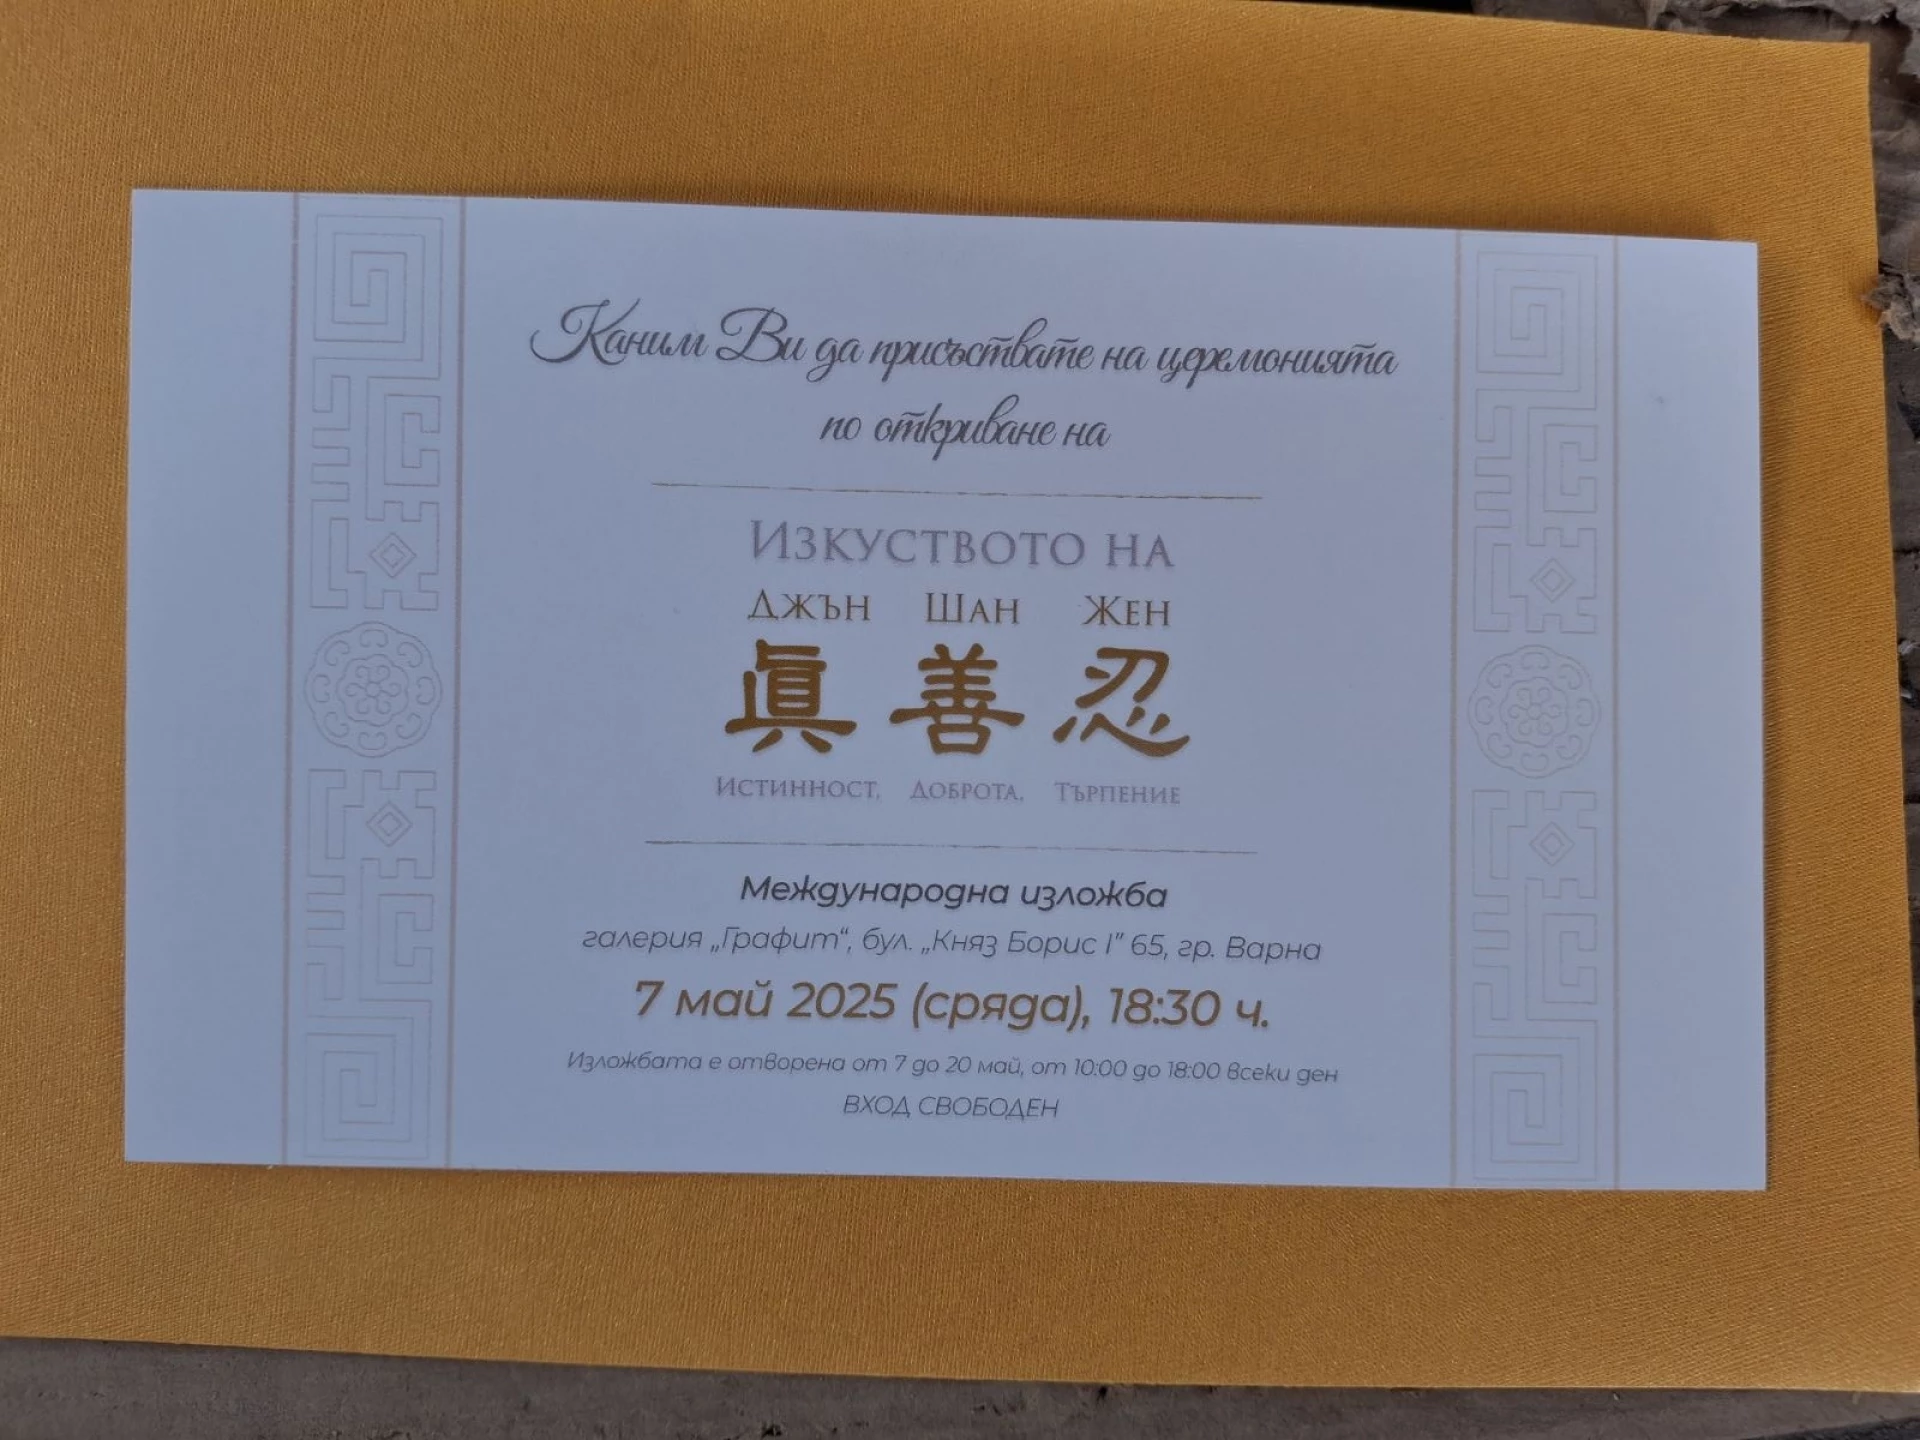 Каним Ви да присъствате на церемонията
по откриване на
Изкуството на
Джън Шан Жен
眞善忍
Истинност, Доброта, Търпение
Международна изложба
галерия „Графит“, бул. „Княз Борис I” 65, гр. Варна
7 май 2025 (сряда), 18:30 ч.
Изложбата е отворена от 7 до 20 май, от 10:00 до 18:00 всеки ден
ВХОД СВОБОДЕН